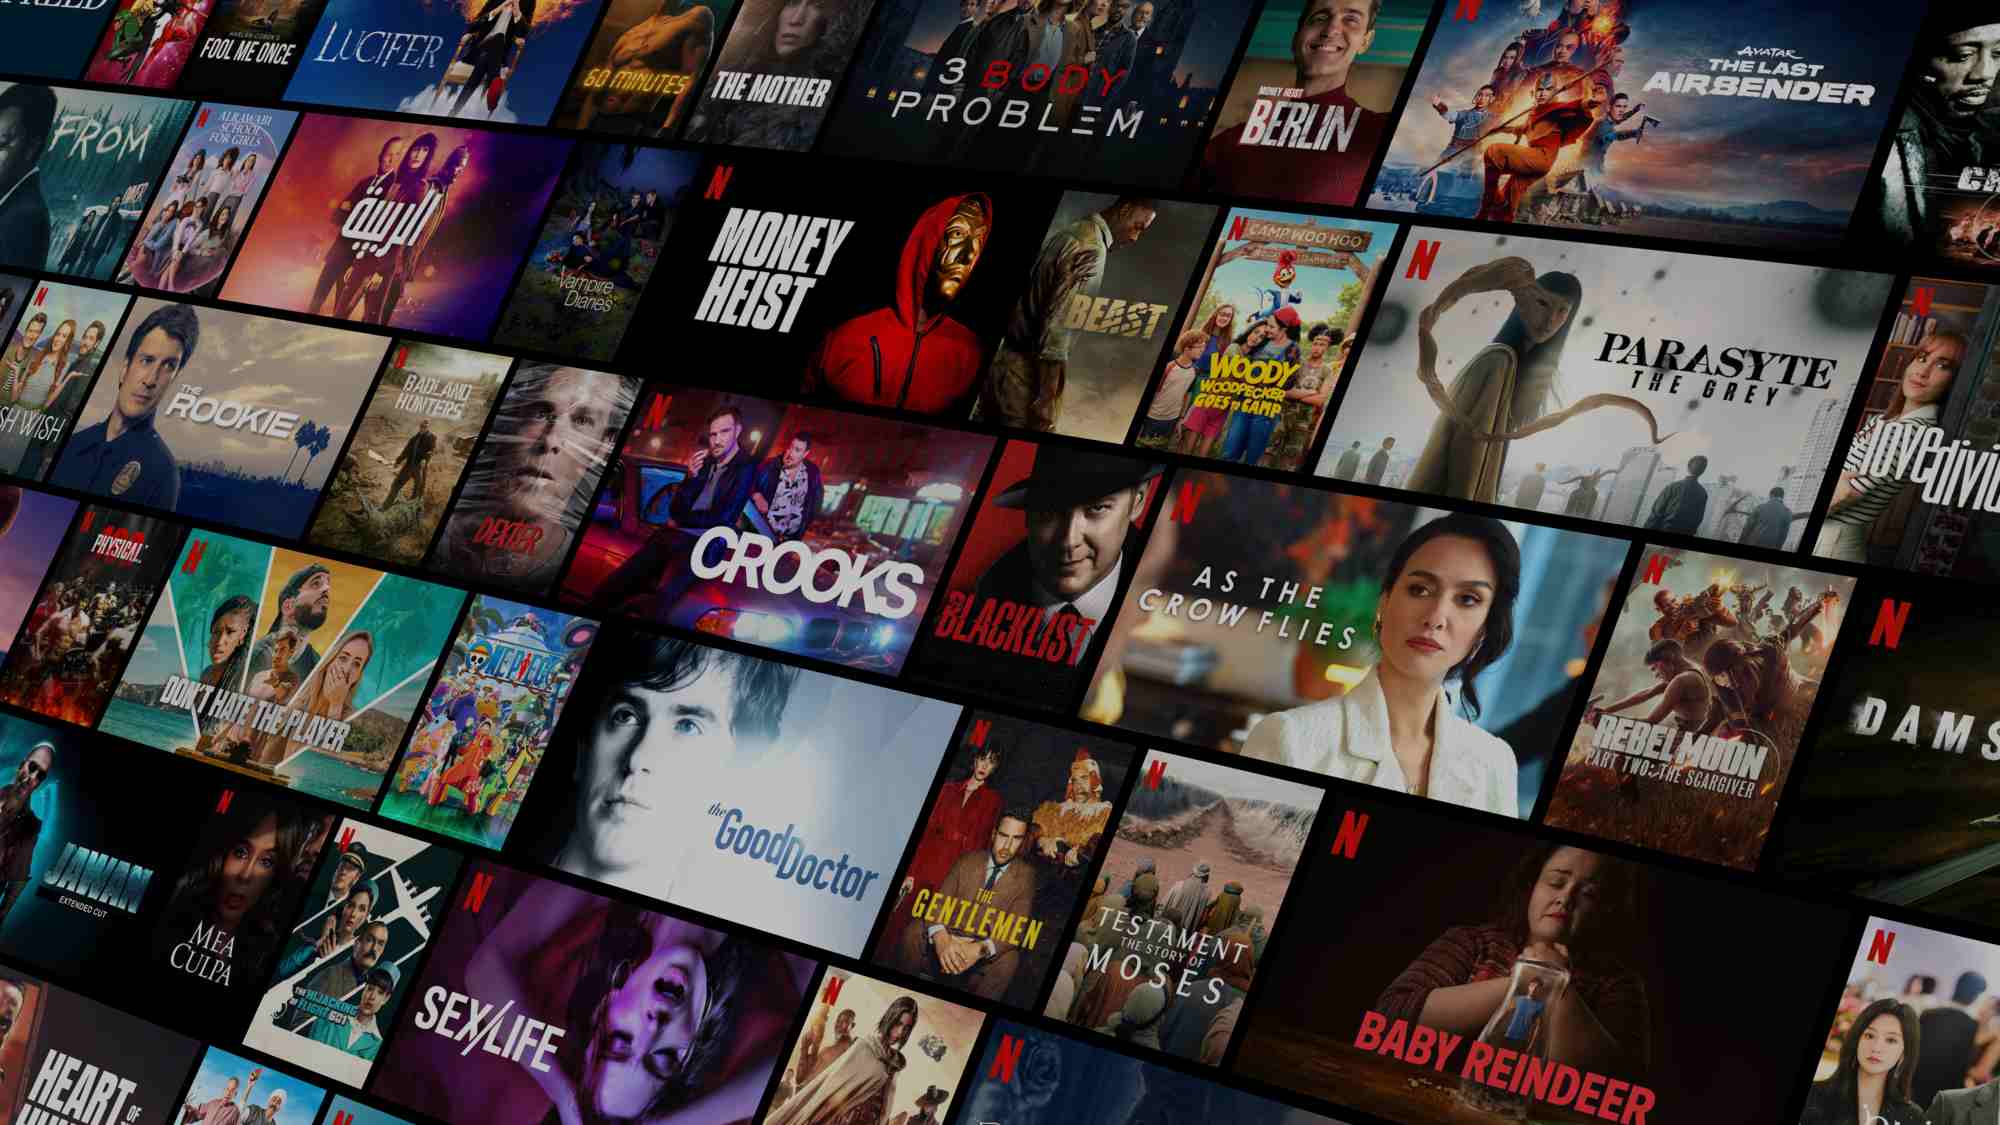 HARLAN COBEN'S
FOOL ME ONCE
LUCIFER
60 MINUTES
THE MOTHER
3 BODY
PROBLEM
MONEY HEIST
BERLIN
AVATAR
THE LAST
AIRBENDER
FROM
ALRAWABI
SCHOOL
FOR GIRLS
الريبية
Vampire
Diaries
N
MONEY
HEIST
BEAST
N
CAMP WOO HOO
WOODY
WOODPECKER
GOES TO CAMP
N
PARASYTE
THE GREY
N
WISH
THE
ROOKIE
N
BADLAND
HUNTERS
DEXTER
N
CROOKS
THE
BLACKLIST
N
AS THE
CROW FLIES
N
REBEL MOON
PART TWO: THE SCARGIVER
N
DAMS
N
PHYSICAL
N
DON'T HATE THE PLAYER
ONE PIECE
the
Good Doctor
N
THE
GENTLEMEN
N
TESTAMENT
THE STORY OF
MOSES
N
BABY REINDEER
JAWAN
EXTENDED CUT
N
MEA
CULPA
N
THE HIJACKING
OF FLIGHT 601
N
SEX/LIFE
N
N
N
HEART
OF
N